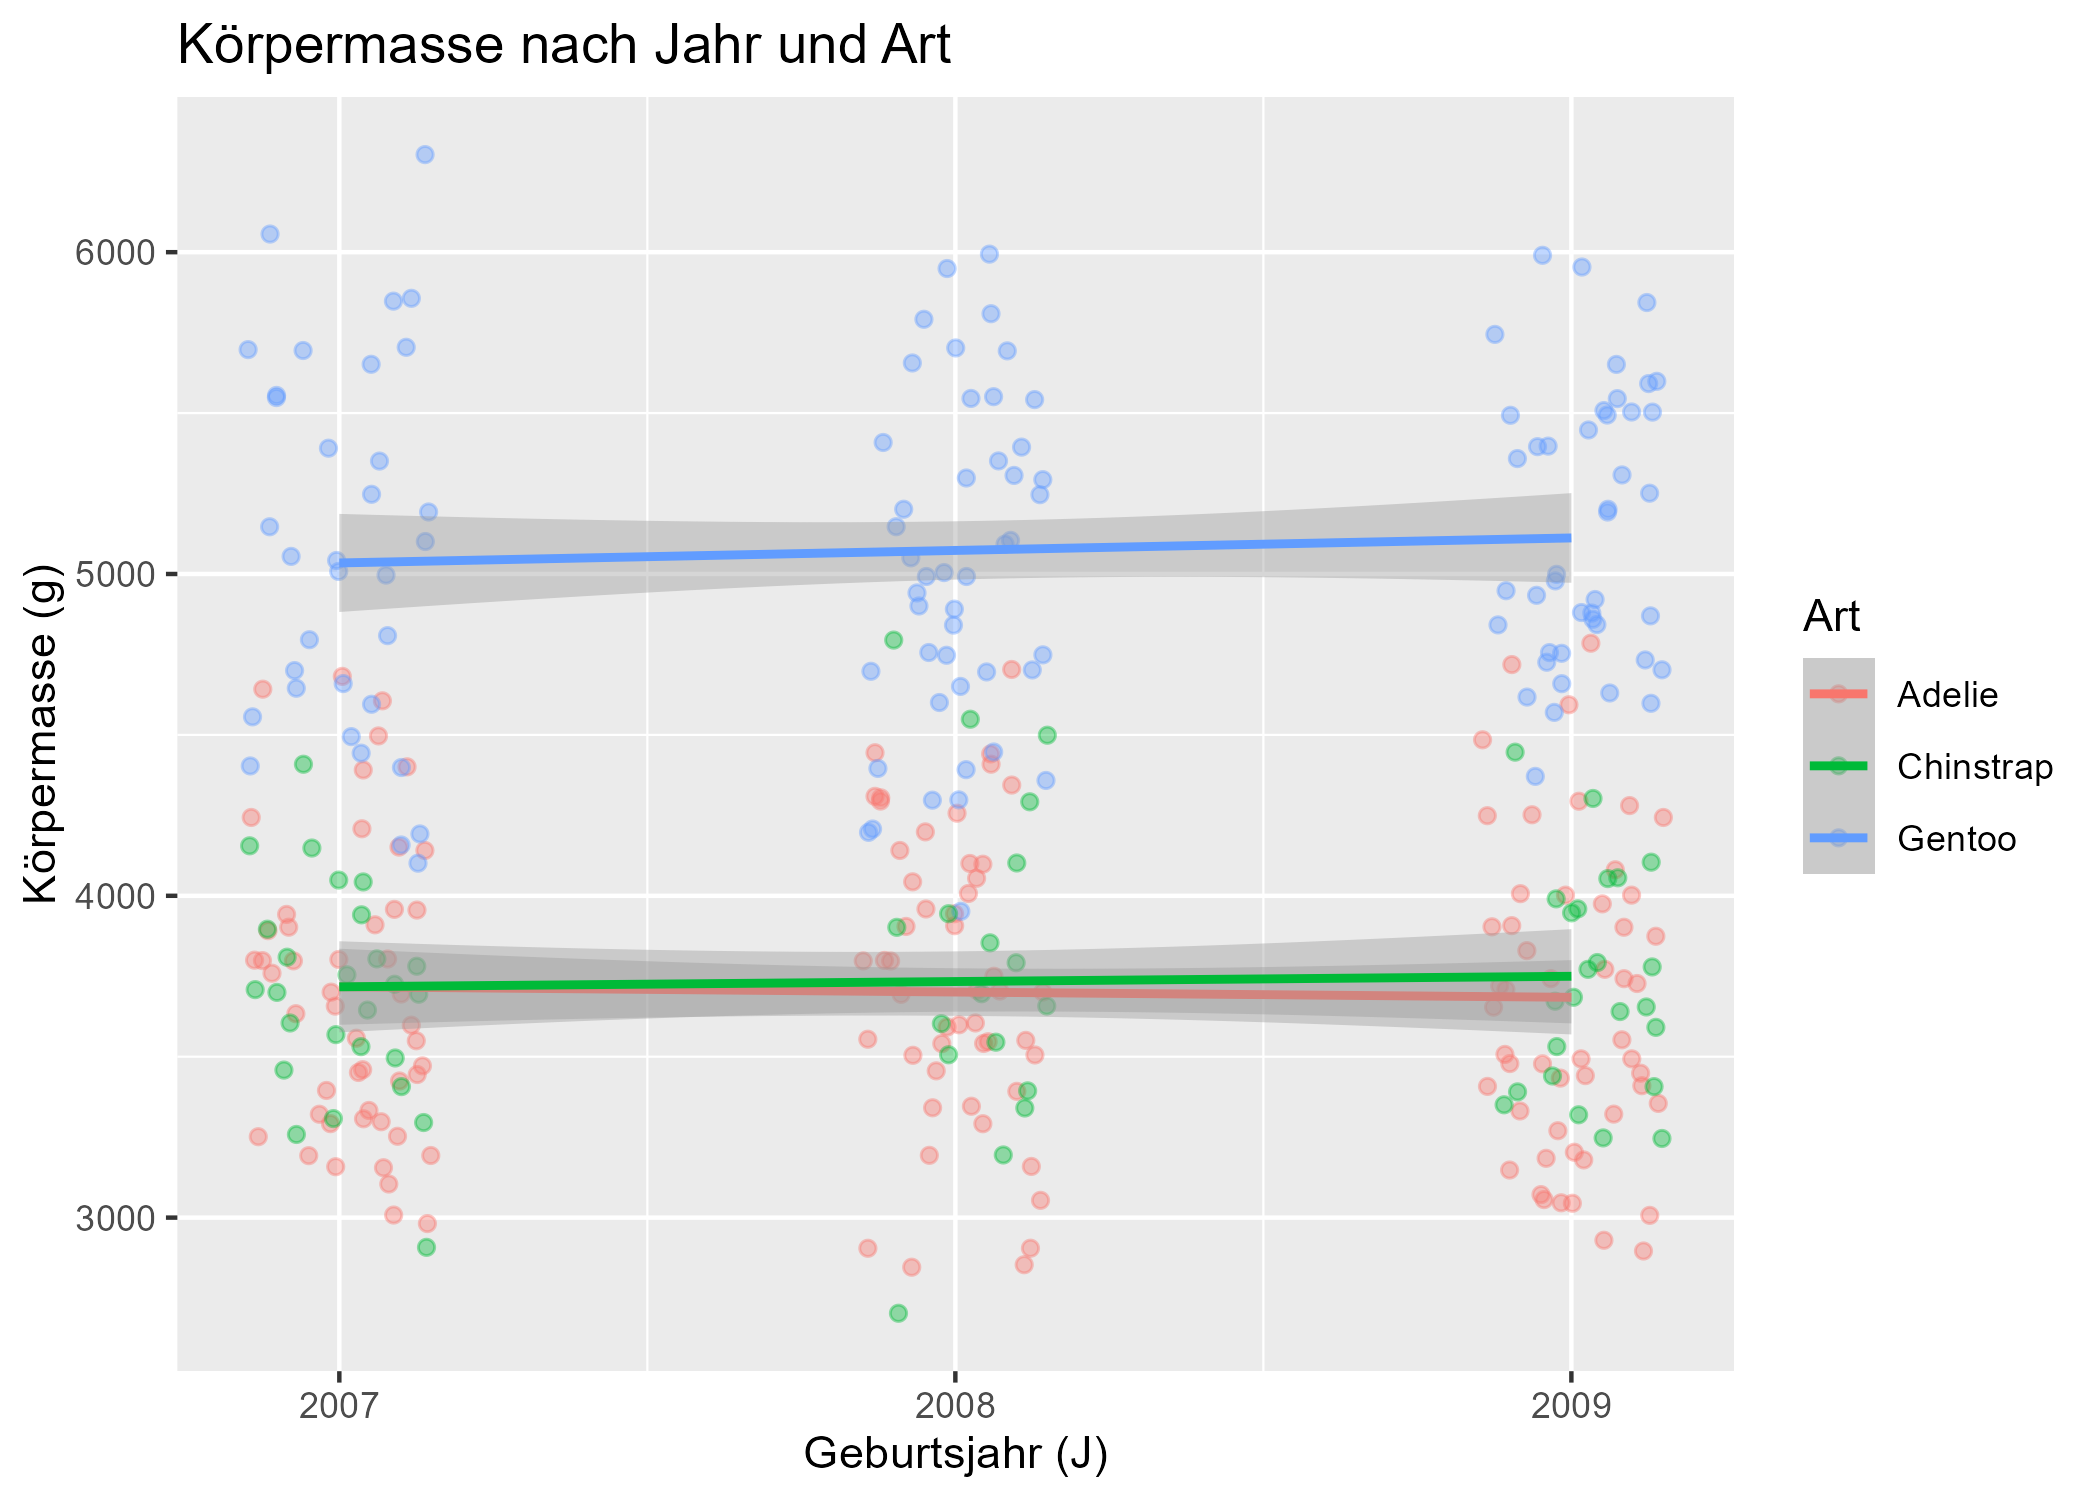 Körpermasse nach Jahr und Art
Körpermasse (g)
6000
5000
4000
3000
2007
2008
2009
Geburtsjahr (J)
Art
Adelie
Chinstrap
Gentoo